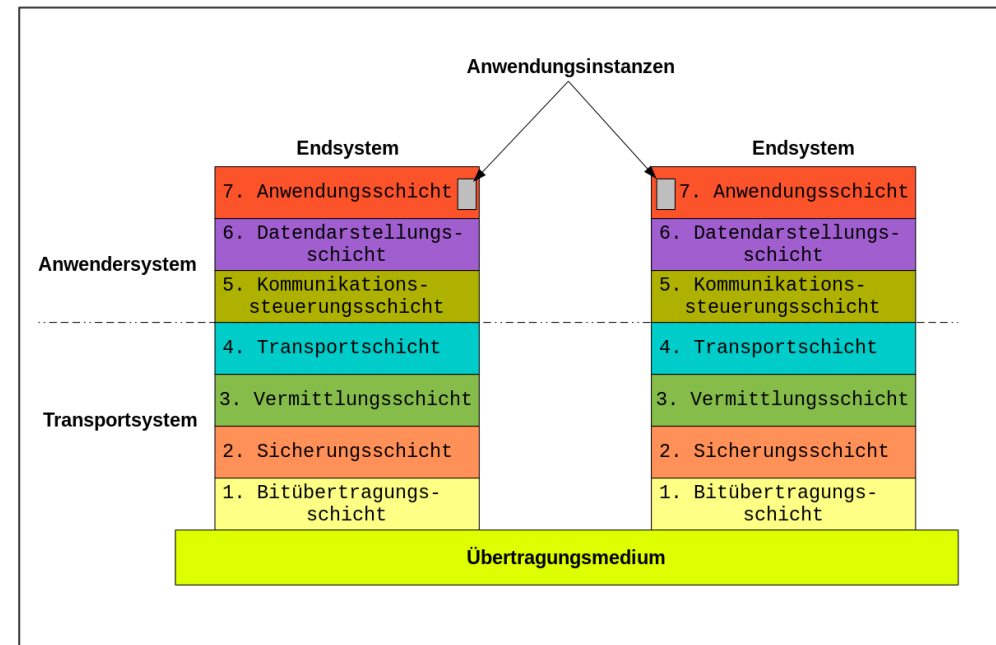 Anwendungsinstanzen
Endsystem
Endsystem
7. Anwendungsschicht
7. Anwendungsschicht
6. Datendarstellungs-
schicht
6. Datendarstellungs-
schicht
Anwendersystem
5. Kommunikations-
steuerungsschicht
5. Kommunikations-
steuerungsschicht
4. Transportschicht
4. Transportschicht
3. Vermittlungsschicht
3. Vermittlungsschicht
Transportsystem
2. Sicherungsschicht
2. Sicherungsschicht
1. Bitübertragungs-
schicht
1. Bitübertragungs-
schicht
Übertragungsmedium